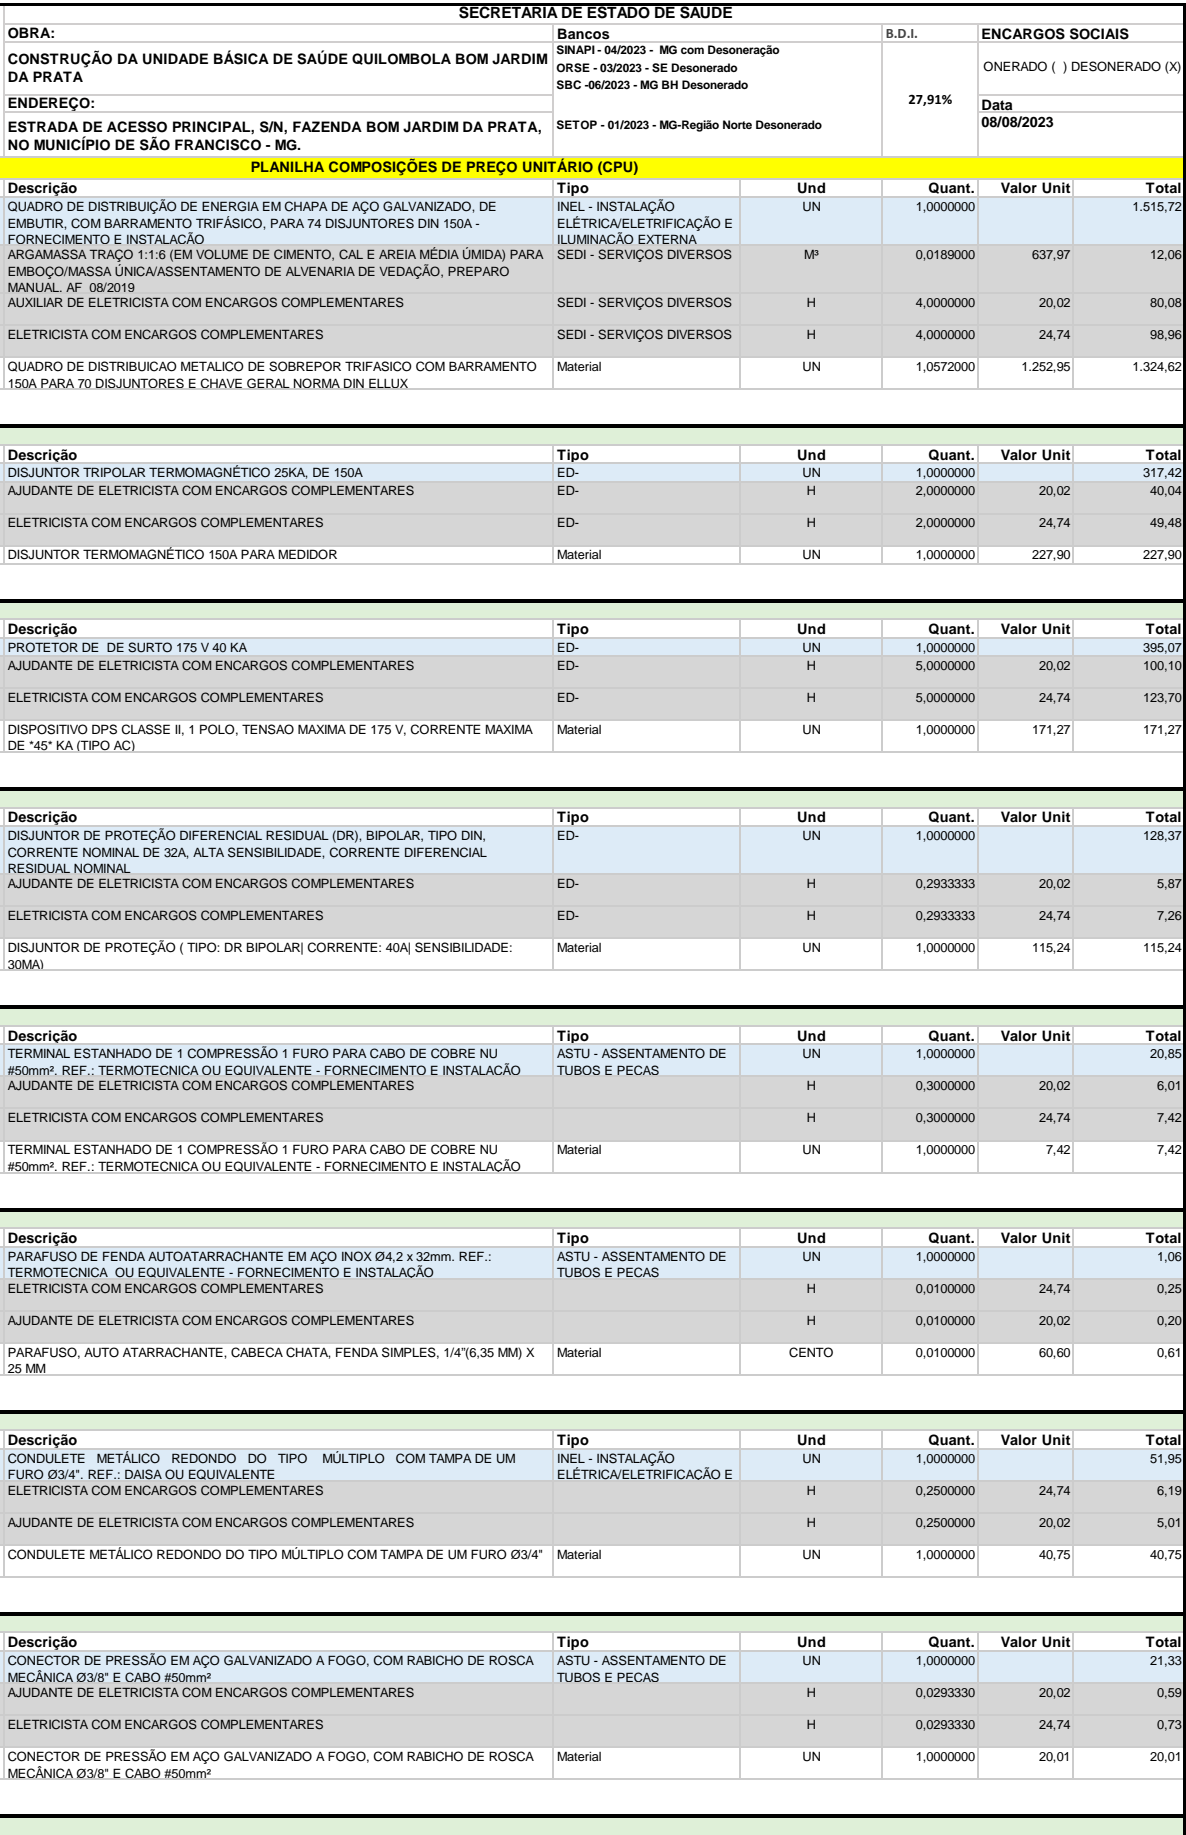 SECRETARIA DE ESTADO DE SAÚDE
OBRA: Bancos B.D.I. ENCARGOS SOCIAIS
CONSTRUÇÃO DA UNIDADE BÁSICA DE SAÚDE QUILOMBOLA BOM JARDIM
DA PRATA
SINAPI - 04/2023 - MG com Desoneração
ORSE - 03/2023 - SE Desonerado
SBC -06/2023 - MG BH Desonerado
ONERADO ( ) DESONERADO (X)
ENDEREÇO: 27,91% Data
ESTRADA DE ACESSO PRINCIPAL, S/N, FAZENDA BOM JARDIM DA PRATA,
NO MUNICÍPIO DE SÃO FRANCISCO - MG.
SETOP - 01/2023 - MG-Região Norte Desonerado
08/08/2023
PLANILHA COMPOSIÇÕES DE PREÇO UNITÁRIO (CPU)
Descrição Tipo Und Quant. Valor Unit Total
QUADRO DE DISTRIBUIÇÃO DE ENERGIA EM CHAPA DE AÇO GALVANIZADO, DE INEL - INSTALAÇÃO UN 1,0000000 1.515,72
EMBUTIR, COM BARRAMENTO TRIFÁSICO, PARA 74 DISJUNTORES DIN 150A - ELÉTRICA/ELETRIFICAÇÃO E
FORNECIMENTO E INSTALAÇÃO ILUMINAÇÃO EXTERNA
ARGAMASSA TRAÇO 1:1:6 (EM VOLUME DE CIMENTO, CAL E AREIA MÉDIA ÚMIDA) PARA SEDI - SERVIÇOS DIVERSOS M³ 0,0189000 637,97 12,06
EMBOÇO/MASSA ÚNICA/ASSENTAMENTO DE ALVENARIA DE VEDAÇÃO, PREPARO
MANUAL. AF_08/2019
AUXILIAR DE ELETRICISTA COM ENCARGOS COMPLEMENTARES SEDI - SERVIÇOS DIVERSOS H 4,0000000 20,02 80,08
ELETRICISTA COM ENCARGOS COMPLEMENTARES SEDI - SERVIÇOS DIVERSOS H 4,0000000 24,74 98,96
QUADRO DE DISTRIBUICAO METALICO DE SOBREPOR TRIFASICO COM BARRAMENTO Material UN 1,0572000 1.252,95 1.324,62
150A PARA 70 DISJUNTORES E CHAVE GERAL NORMA DIN ELLUX
Descrição Tipo Und Quant. Valor Unit Total
DISJUNTOR TRIPOLAR TERMOMAGNÉTICO 25KA, DE 150A ED- UN 1,0000000 317,42
AJUDANTE DE ELETRICISTA COM ENCARGOS COMPLEMENTARES ED- H 2,0000000 20,02 40,04
ELETRICISTA COM ENCARGOS COMPLEMENTARES ED- H 2,0000000 24,74 49,48
DISJUNTOR TERMOMAGNÉTICO 150A PARA MEDIDOR Material UN 1,0000000 227,90 227,90
Descrição Tipo Und Quant. Valor Unit Total
PROTETOR DE DE SURTO 175 V 40 KA ED- UN 1,0000000 395,07
AJUDANTE DE ELETRICISTA COM ENCARGOS COMPLEMENTARES ED- H 5,0000000 20,02 100,10
ELETRICISTA COM ENCARGOS COMPLEMENTARES ED- H 5,0000000 24,74 123,70
DISPOSITIVO DPS CLASSE II, 1 POLO, TENSAO MAXIMA DE 175 V, CORRENTE MAXIMA Material UN 1,0000000 171,27 171,27
DE *45* KA (TIPO AC)
Descrição Tipo Und Quant. Valor Unit Total
DISJUNTOR DE PROTEÇÃO DIFERENCIAL RESIDUAL (DR), BIPOLAR, TIPO DIN, ED- UN 1,0000000 128,37
CORRENTE NOMINAL DE 32A, ALTA SENSIBILIDADE, CORRENTE DIFERENCIAL
RESIDUAL NOMINAL
AJUDANTE DE ELETRICISTA COM ENCARGOS COMPLEMENTARES ED- H 0,2933333 20,02 5,87
ELETRICISTA COM ENCARGOS COMPLEMENTARES ED- H 0,2933333 24,74 7,26
DISJUNTOR DE PROTEÇÃO ( TIPO: DR BIPOLAR| CORRENTE: 40A| SENSIBILIDADE: Material UN 1,0000000 115,24 115,24
30MA)
Descrição Tipo Und Quant. Valor Unit Total
TERMINAL ESTANHADO DE 1 COMPRESSÃO 1 FURO PARA CABO DE COBRE NU ASTU - ASSENTAMENTO DE UN 1,0000000 20,85
#50mm². REF.: TERMOTECNICA OU EQUIVALENTE - FORNECIMENTO E INSTALAÇÃO TUBOS E PECAS
AJUDANTE DE ELETRICISTA COM ENCARGOS COMPLEMENTARES H 0,3000000 20,02 6,01
ELETRICISTA COM ENCARGOS COMPLEMENTARES H 0,3000000 24,74 7,42
TERMINAL ESTANHADO DE 1 COMPRESSÃO 1 FURO PARA CABO DE COBRE NU Material UN 1,0000000 7,42 7,42
#50mm². REF.: TERMOTECNICA OU EQUIVALENTE - FORNECIMENTO E INSTALAÇÃO
Descrição Tipo Und Quant. Valor Unit Total
PARAFUSO DE FENDA AUTOATARRACHANTE EM AÇO INOX Ø4,2 x 32mm. REF.: ASTU - ASSENTAMENTO DE UN 1,0000000 1,06
TERMOTECNICA OU EQUIVALENTE - FORNECIMENTO E INSTALAÇÃO TUBOS E PECAS
ELETRICISTA COM ENCARGOS COMPLEMENTARES H 0,0100000 24,74 0,25
AJUDANTE DE ELETRICISTA COM ENCARGOS COMPLEMENTARES H 0,0100000 20,02 0,20
PARAFUSO, AUTO ATARRACHANTE, CABECA CHATA, FENDA SIMPLES, 1/4"(6,35 MM) X Material CENTO 0,0100000 60,60 0,61
25 MM
Descrição Tipo Und Quant. Valor Unit Total
CONDULETE METÁLICO REDONDO DO TIPO MÚLTIPLO COM TAMPA DE UM INEL - INSTALAÇÃO UN 1,0000000 51,95
FURO Ø3/4". REF.: DAISA OU EQUIVALENTE ELÉTRICA/ELETRIFICAÇÃO E
ELETRICISTA COM ENCARGOS COMPLEMENTARES H 0,2500000 24,74 6,19
AJUDANTE DE ELETRICISTA COM ENCARGOS COMPLEMENTARES H 0,2500000 20,02 5,01
CONDULETE METÁLICO REDONDO DO TIPO MÚLTIPLO COM TAMPA DE UM FURO Ø3/4" Material UN 1,0000000 40,75 40,75
Descrição Tipo Und Quant. Valor Unit Total
CONECTOR DE PRESSÃO EM AÇO GALVANIZADO A FOGO, COM RABICHO DE ROSCA ASTU - ASSENTAMENTO DE UN 1,0000000 21,33
MECÂNICA Ø3/8" E CABO #50mm² TUBOS E PECAS
AJUDANTE DE ELETRICISTA COM ENCARGOS COMPLEMENTARES H 0,0293330 20,02 0,59
ELETRICISTA COM ENCARGOS COMPLEMENTARES H 0,0293330 24,74 0,73
CONECTOR DE PRESSÃO EM AÇO GALVANIZADO A FOGO, COM RABICHO DE ROSCA Material UN 1,0000000 20,01 20,01
MECÂNICA Ø3/8" E CABO #50mm²